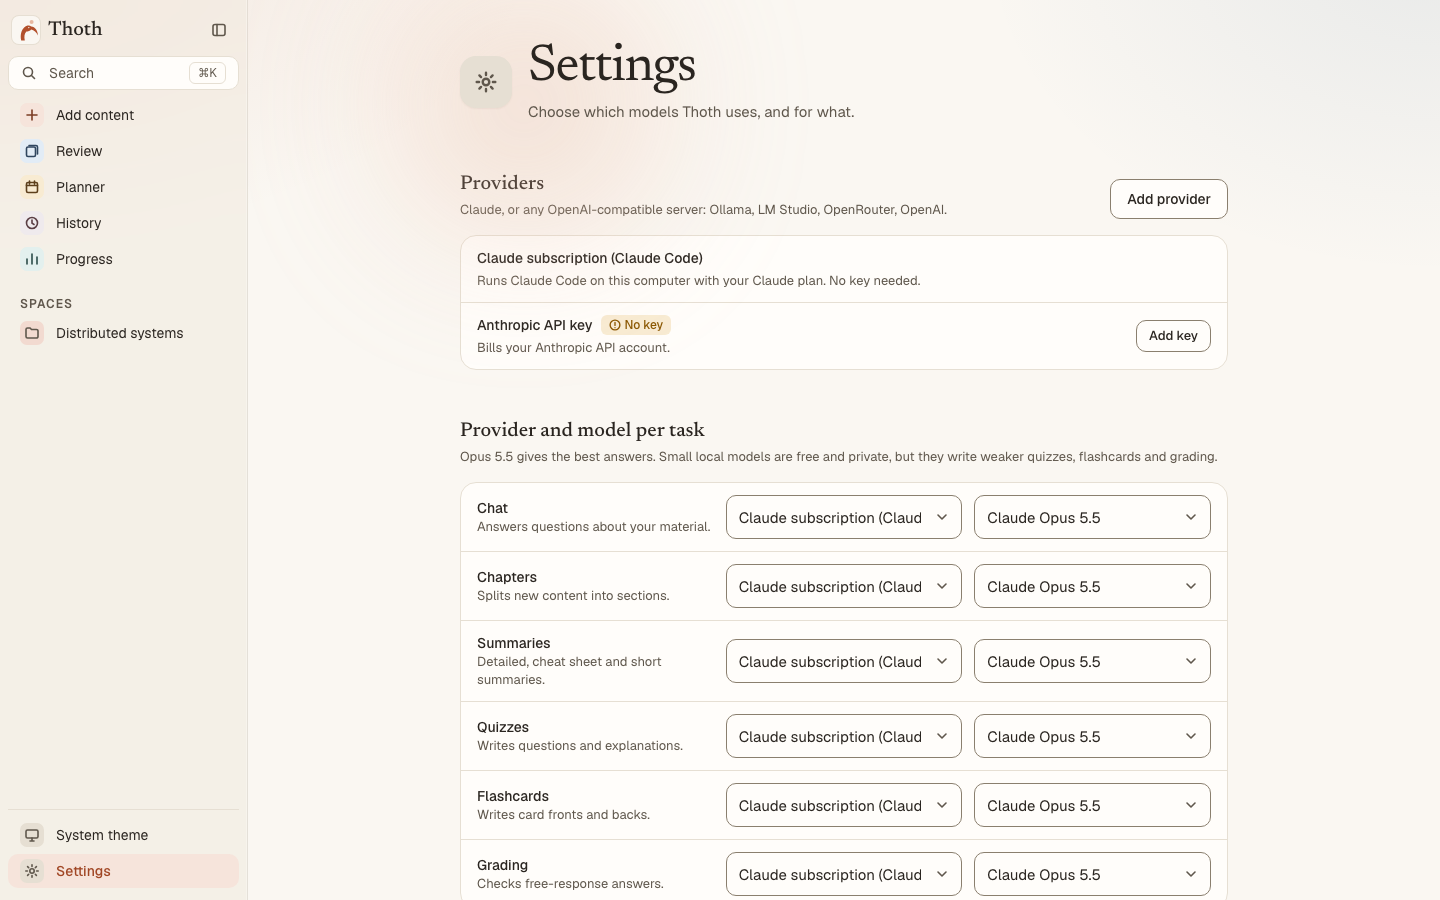 Thoth
Search ⌘K
Add content
Review
Planner
History
Progress
SPACES
Distributed systems
System theme
Settings
Settings
Choose which models Thoth uses, and for what.
Providers
Claude, or any OpenAI-compatible server: Ollama, LM Studio, OpenRouter, OpenAI.
Add provider
Claude subscription (Claude Code)
Runs Claude Code on this computer with your Claude plan. No key needed.
Anthropic API key No key
Bills your Anthropic API account.
Add key
Provider and model per task
Opus 5.5 gives the best answers. Small local models are free and private, but they write weaker quizzes, flashcards and grading.
Chat
Answers questions about your material.
Claude subscription (Claud
Claude Opus 5.5
Chapters
Splits new content into sections.
Claude subscription (Claud
Claude Opus 5.5
Summaries
Detailed, cheat sheet and short
summaries.
Claude subscription (Claud
Claude Opus 5.5
Quizzes
Writes questions and explanations.
Claude subscription (Claud
Claude Opus 5.5
Flashcards
Writes card fronts and backs.
Claude subscription (Claud
Claude Opus 5.5
Grading
Checks free-response answers.
Claude subscription (Claud
Claude Opus 5.5